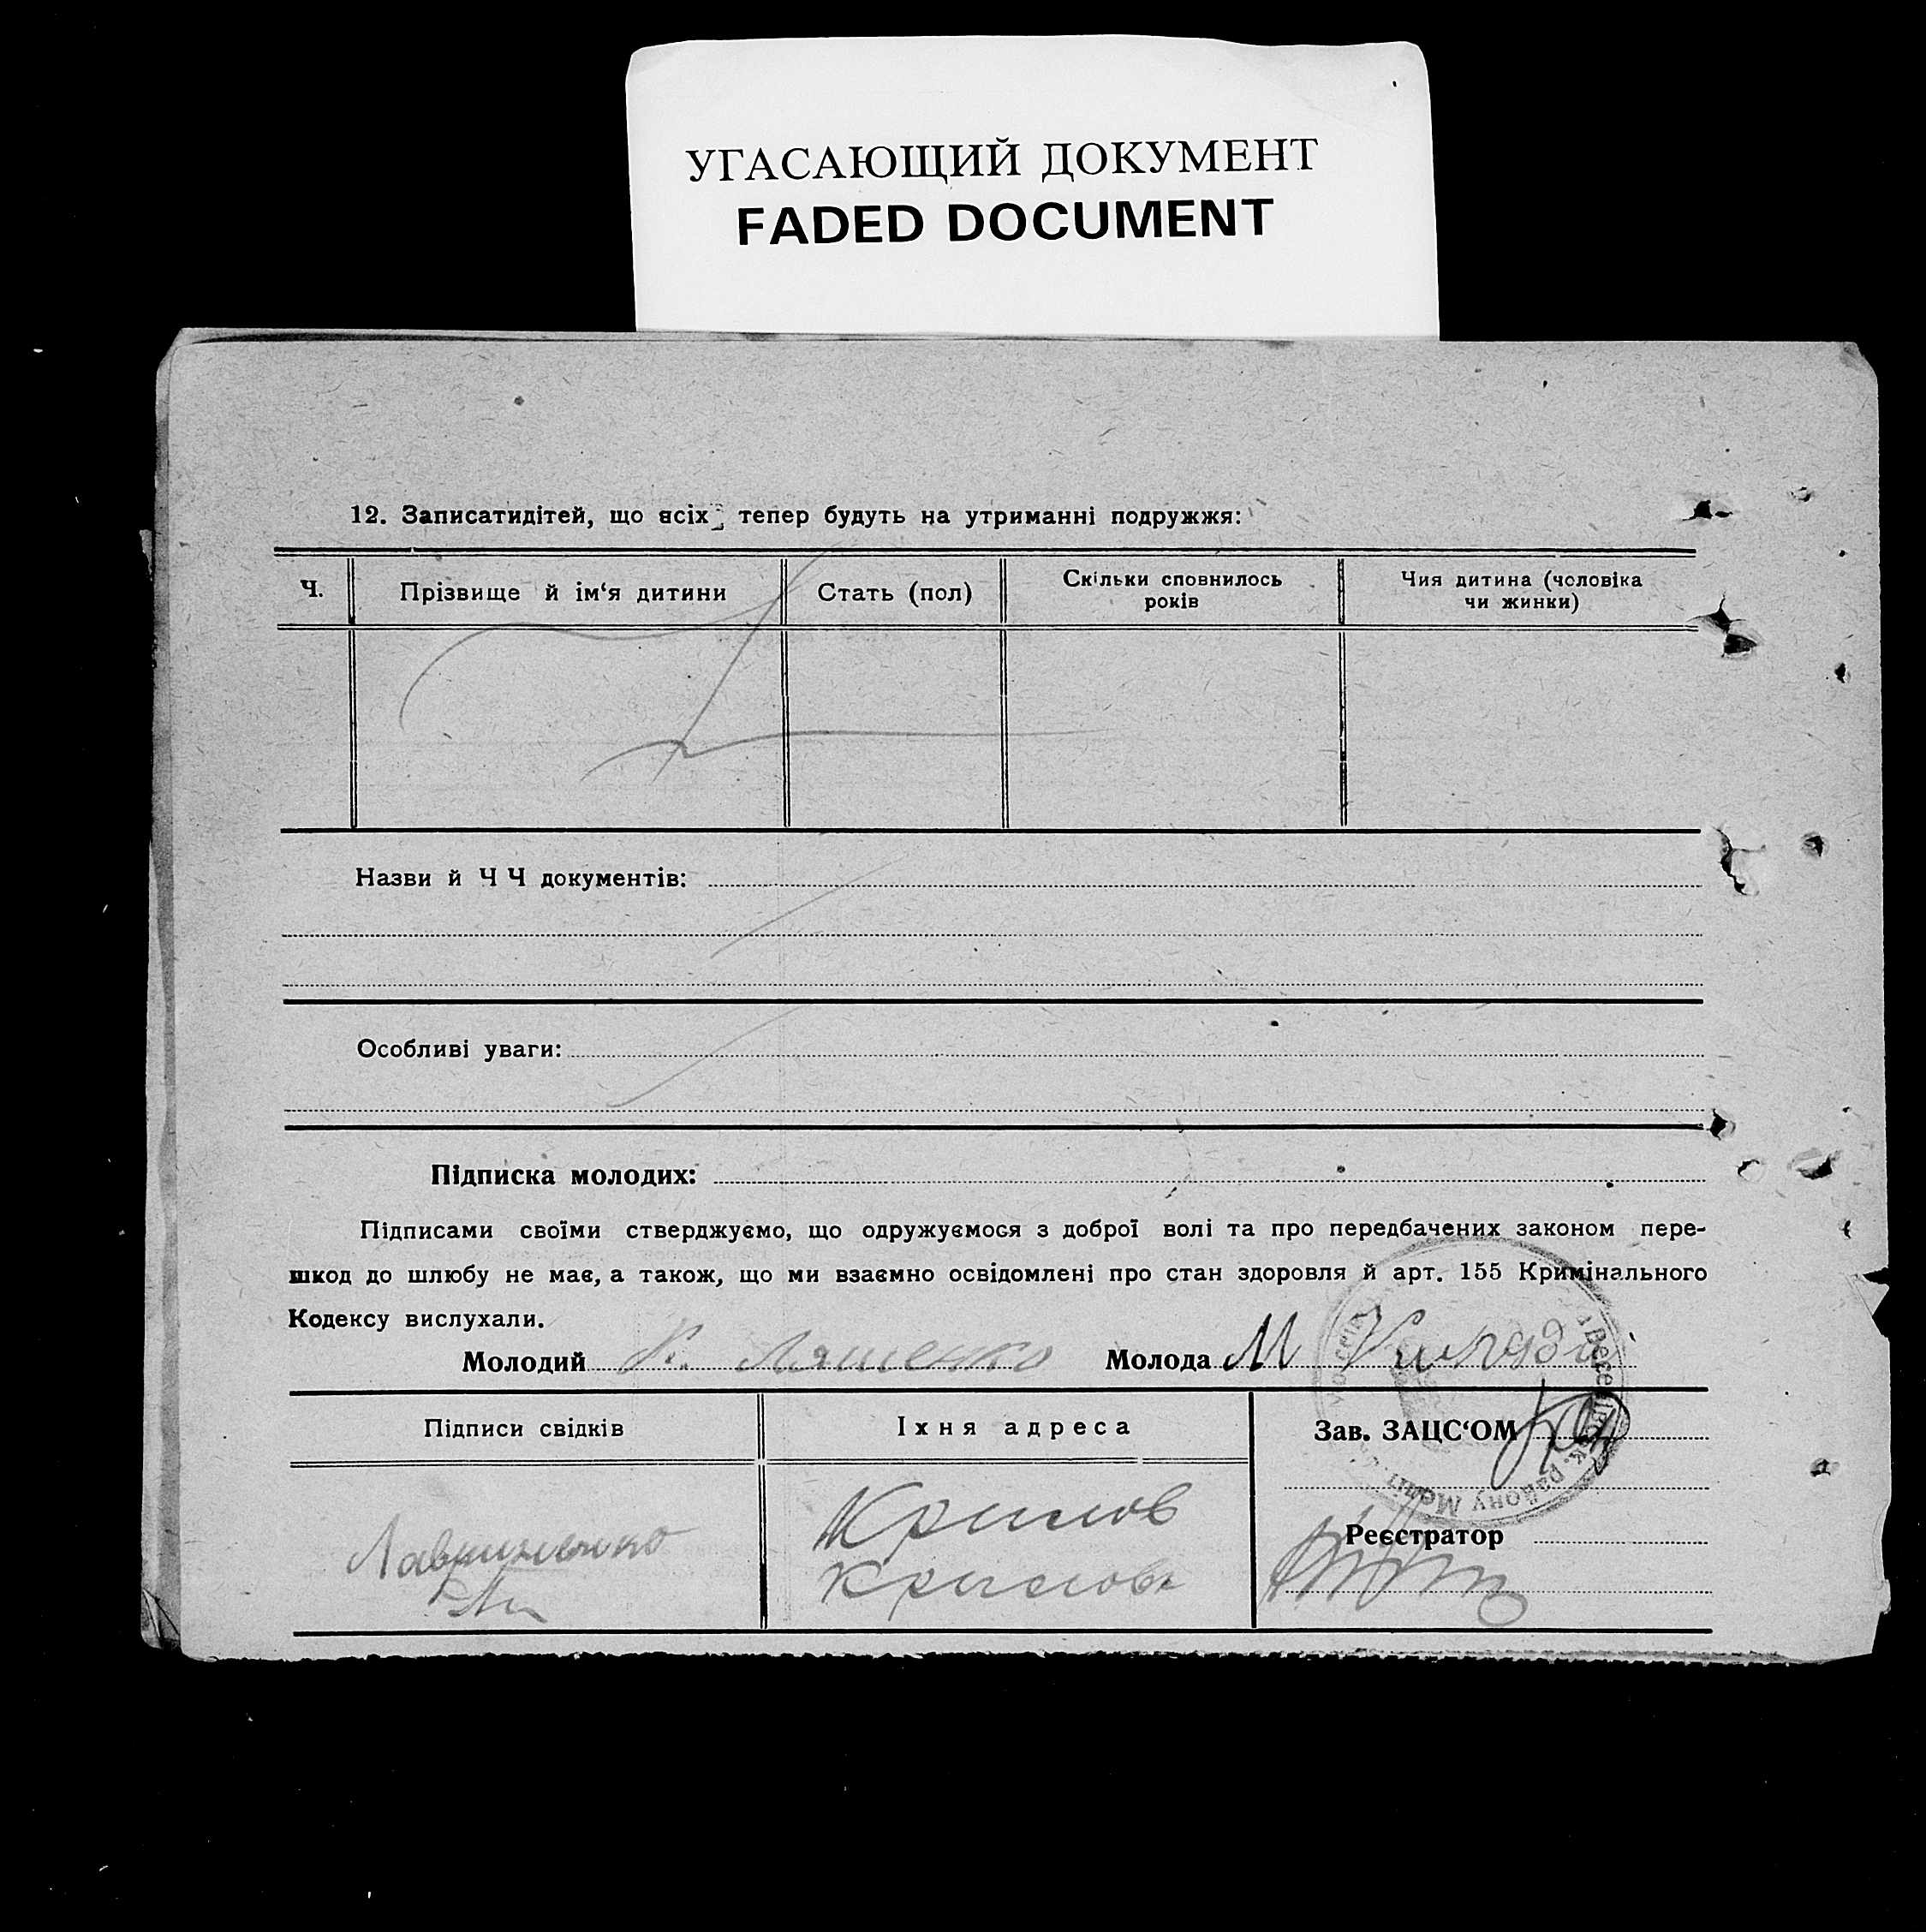 УГАСАЮЩИЙ ДОКУМЕНТ
FADED DOCUMENT
12. Записатидітей, що всіх тепер будуть на утриманні подружжя:
Ч.
Прізвище й ім‘я дитини
Стать (пол)
Скільки сповнилось
років
Чия дитина (чоловіка
чи жинки)
Назви й Ч Ч документів:
Особливі уваги:
Підписка молодих:
Підписами своїми стверджуємо, що одружуємося з доброї волі та про передбачених законом пере-
шкод до шлюбу не має, а також, що ми взаємно освідомлені про стан здоровля й арт. 155 Кримінального
Кодексу вислухали.
Молодий Ляшенко Молода М
Підписи свідків
Їхня адреса
Зав. ЗАЦС‘ОМ
Реєстратор
Лавриненко
району